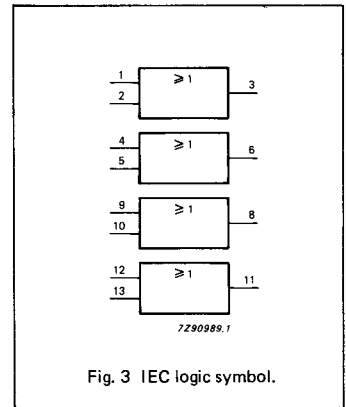 1 ≥ 1 3
2
4 ≥ 1 6
5
9 ≥ 1 8
10
12 ≥ 1 11
13
7Z90989.1
Fig. 3 IEC logic symbol.